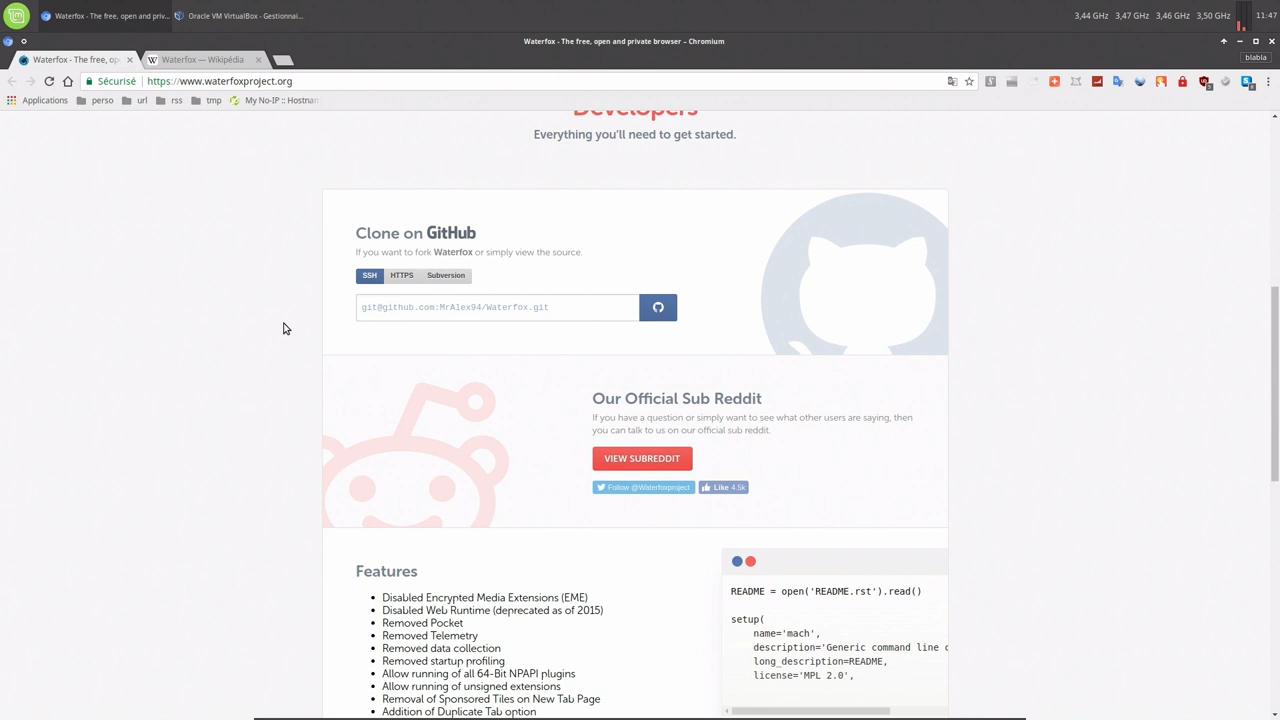 Waterfox - The free, open and priv...
Oracle VM VirtualBox - Gestionnai...
3,44 GHz 3,47 GHz 3,46 GHz 3,50 GHz
11:47
Waterfox - The free, open and private browser – Chromium
Waterfox - The free, op
Waterfox — Wikipédia
blabla
Sécurisé
https://www.waterfoxproject.org
Applications
perso
url
rss
tmp
My No-IP :: Hostnam
Developers
Everything you'll need to get started.
Clone on GitHub
If you want to fork Waterfox or simply view the source.
SSH HTTPS Subversion
git@github.com:MrAlex94/Waterfox.git
Our Official Sub Reddit
If you have a question or simply want to see what other users are saying, then
you can talk to us on our official sub reddit.
VIEW SUBREDDIT
Follow @Waterfoxproject
Like 4.5k
Features
Disabled Encrypted Media Extensions (EME)
Disabled Web Runtime (deprecated as of 2015)
Removed Pocket
Removed Telemetry
Removed data collection
Removed startup profiling
Allow running of all 64-Bit NPAPI plugins
Allow running of unsigned extensions
Removal of Sponsored Tiles on New Tab Page
Addition of Duplicate Tab option
README = open('README.rst').read()
setup(
name='mach',
description='Generic command line
long_description=README,
license='MPL 2.0',